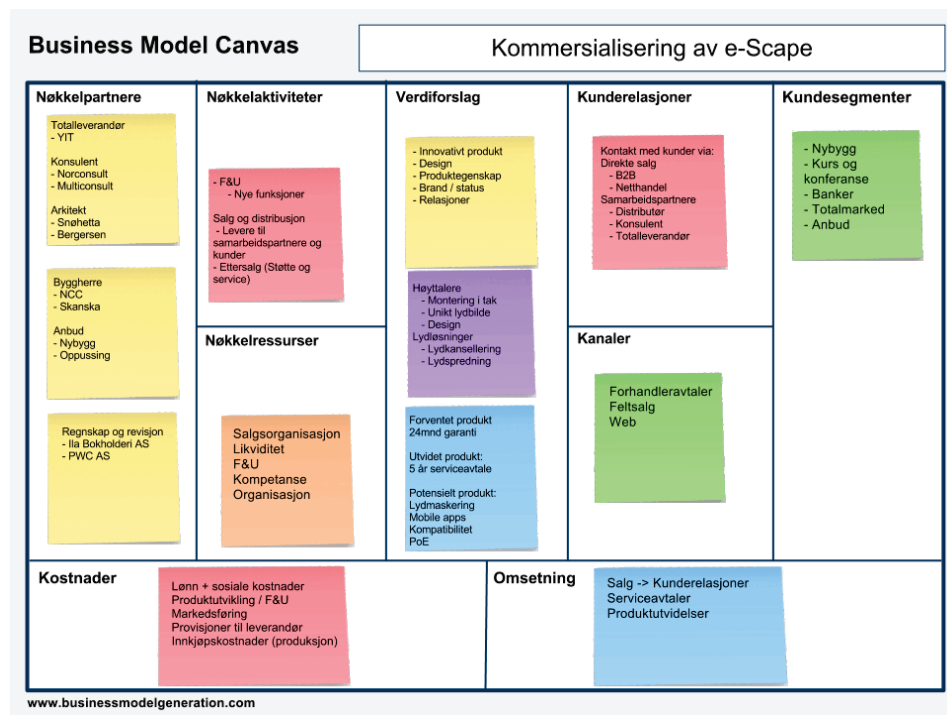 Business Model Canvas
Kommersialisering av e-Scape
Nøkkelpartnere
Totalleverandør
- YIT
Konsulent
- Norconsult
- Multiconsult
Arkitekt
- Snøhetta
- Bergersen
Byggherre
- NCC
- Skanska
Anbud
- Nybygg
- Oppussing
Regnskap og revisjon
- Ila Bokholderi AS
- PWC AS
Nøkkelaktiviteter
- F&U
- Nye funksjoner
Salg og distribusjon
- Levere til
samarbeidspartnere og
kunder
- Ettersalg (Støtte og
service)
Nøkkelressurser
Salgsorganisasjon
Likviditet
F&U
Kompetanse
Organisasjon
Verdiforslag
- Innovativt produkt
- Design
- Produktegenskap
- Brand / status
- Relasjoner
Høyttalere
- Montering i tak
- Unikt lydbilde
- Design
Lydløsninger
- Lydkansellering
- Lydspredning
Forventet produkt
24mnd garanti
Utvidet produkt:
5 år serviceavtale
Potensielt produkt:
Lydmaskering
Mobile apps
Kompatibilitet
PoE
Kunderelasjoner
Kontakt med kunder via:
Direkte salg
- B2B
- Netthandel
Samarbeidspartnere
- Distributør
- Konsulent
- Totalleverandør
Kanaler
Forhandleravtaler
Feltsalg
Web
Kundesegmenter
- Nybygg
- Kurs og
konferanse
- Banker
- Totalmarked
- Anbud
Kostnader
Lønn + sosiale kostnader
Produktutvikling / F&U
Markedsføring
Provisjoner til leverandør
Innkjøpskostnader (produksjon)
Omsetning
Salg -> Kunderelasjoner
Serviceavtaler
Produktutvidelser
www.businessmodelgeneration.com